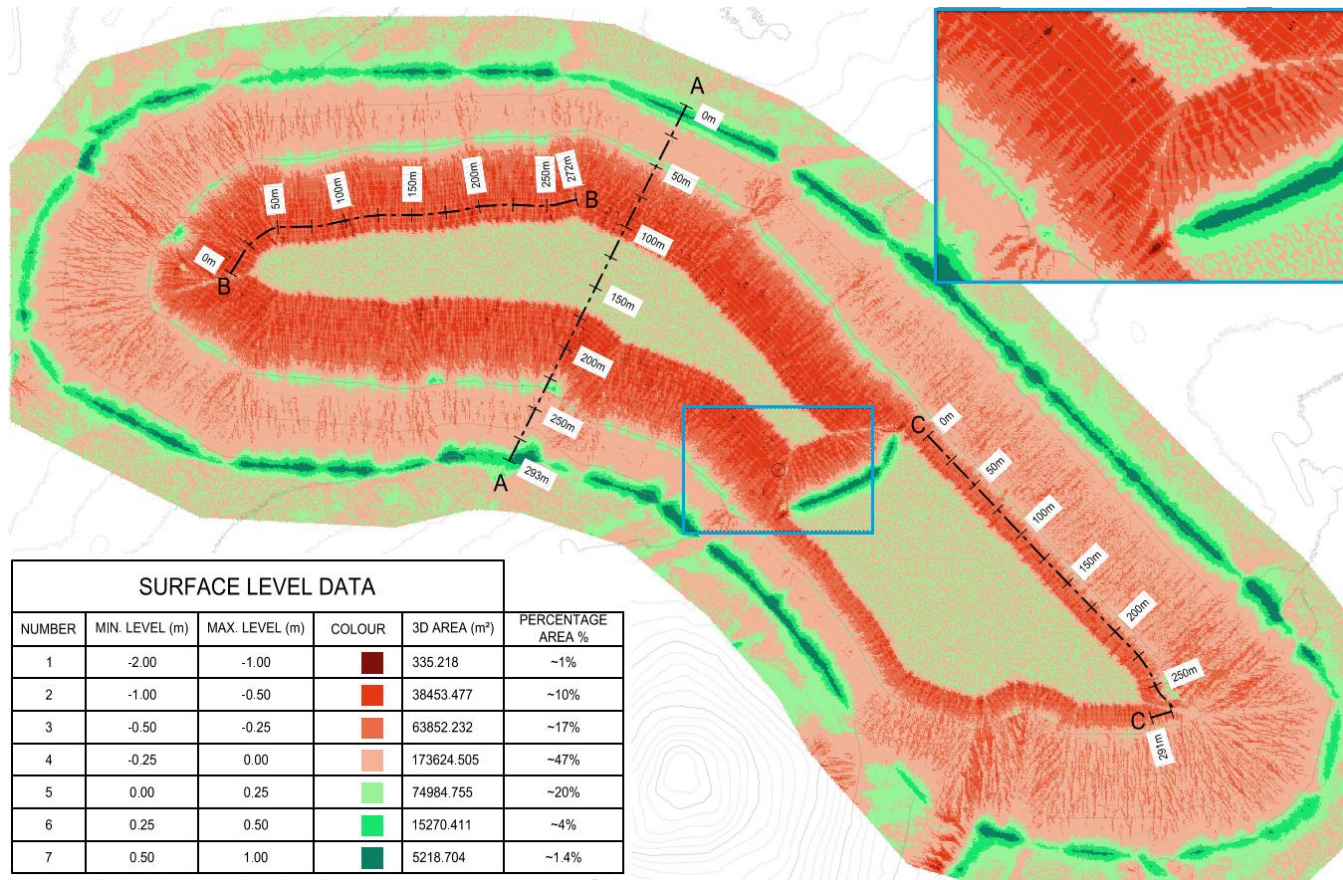 A
0m
50m
100m
150m
200m
250m
293m
A
B
0m
50m
100m
150m
200m
250m
272m
B
C
0m
50m
100m
150m
200m
250m
291m
C
SURFACE LEVEL DATA
NUMBER MIN. LEVEL (m) MAX. LEVEL (m) COLOUR 3D AREA (m²) PERCENTAGE AREA %
1 -2.00 -1.00 335.218 ~1%
2 -1.00 -0.50 38453.477 ~10%
3 -0.50 -0.25 63852.232 ~17%
4 -0.25 0.00 173624.505 ~47%
5 0.00 0.25 74984.755 ~20%
6 0.25 0.50 15270.411 ~4%
7 0.50 1.00 5218.704 ~1.4%